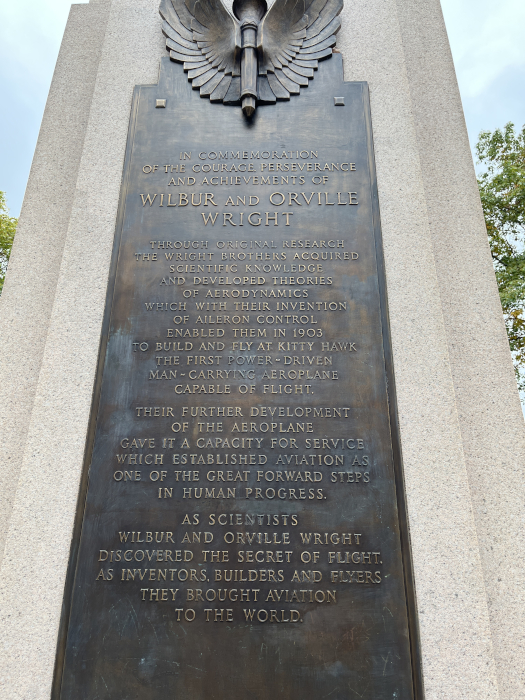 IN COMMEMORATION
OF THE COURAGE PERSEVERANCE
AND ACHIEVEMENTS OF
WILBUR AND ORVILLE
WRIGHT
THROUGH ORIGINAL RESEARCH
THE WRIGHT BROTHERS ACQUIRED
SCIENTIFIC KNOWLEDGE
AND DEVELOPED THEORIES
OF AERODYNAMICS
WHICH WITH THEIR INVENTION
OF AILERON CONTROL
ENABLED THEM IN 1903
TO BUILD AND FLY AT KITTY HAWK
THE FIRST POWER-DRIVEN
MAN-CARRYING AEROPLANE
CAPABLE OF FLIGHT.
THEIR FURTHER DEVELOPMENT
OF THE AEROPLANE
GAVE IT A CAPACITY FOR SERVICE
WHICH ESTABLISHED AVIATION AS
ONE OF THE GREAT FORWARD STEPS
IN HUMAN PROGRESS.
AS SCIENTISTS
WILBUR AND ORVILLE WRIGHT
DISCOVERED THE SECRET OF FLIGHT.
AS INVENTORS, BUILDERS AND FLYERS
THEY BROUGHT AVIATION
TO THE WORLD.